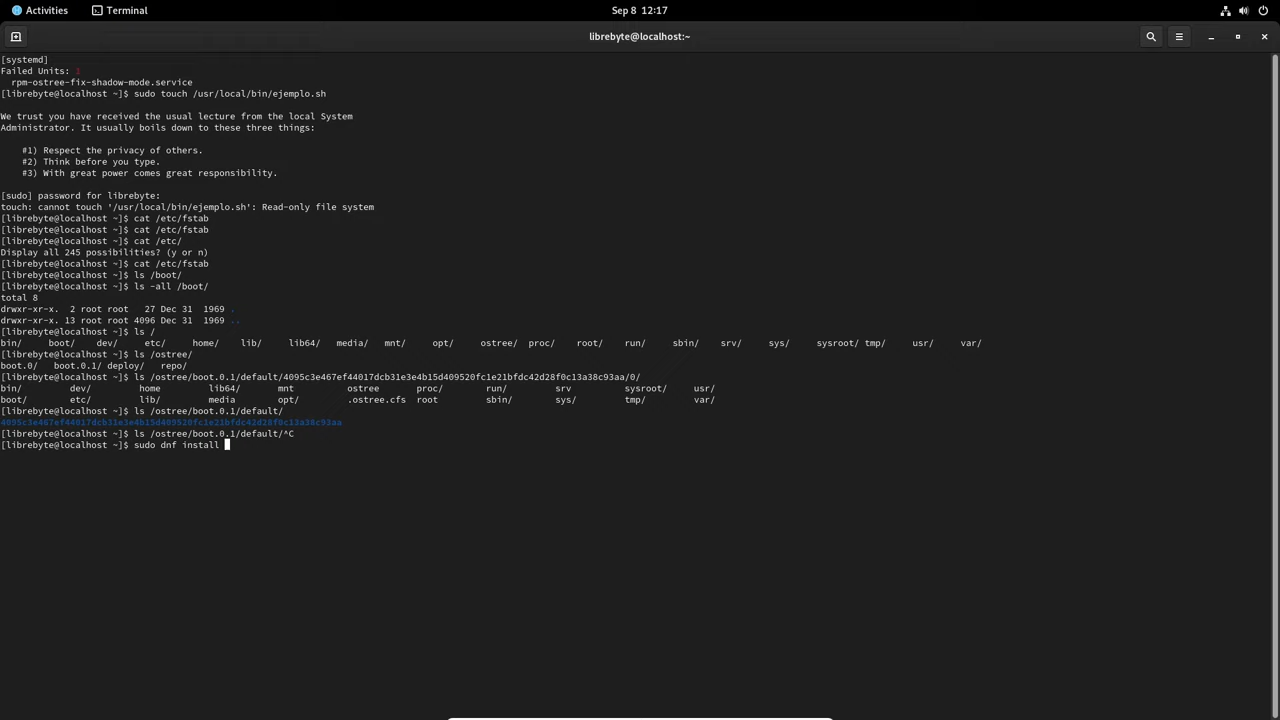 Activities Terminal Sep 8 12:17
librebyte@localhost:~
[systemd]
Failed Units: 1
rpm-ostree-fix-shadow-mode.service
[librebyte@localhost ~]$ sudo touch /usr/local/bin/ejemplo.sh
We trust you have received the usual lecture from the local System
Administrator. It usually boils down to these three things:
#1) Respect the privacy of others.
#2) Think before you type.
#3) With great power comes great responsibility.
[sudo] password for librebyte:
touch: cannot touch '/usr/local/bin/ejemplo.sh': Read-only file system
[librebyte@localhost ~]$ cat /etc/fstab
[librebyte@localhost ~]$ cat /etc/fstab
[librebyte@localhost ~]$ cat /etc/
Display all 245 possibilities? (y or n)
[librebyte@localhost ~]$ cat /etc/fstab
[librebyte@localhost ~]$ ls /boot/
[librebyte@localhost ~]$ ls -all /boot/
total 8
drwxr-xr-x. 2 root root 27 Dec 31 1969 .
drwxr-xr-x. 13 root root 4096 Dec 31 1969 ..
[librebyte@localhost ~]$ ls /
bin/ boot/ dev/ etc/ home/ lib/ lib64/ media/ mnt/ opt/ ostree/ proc/ root/ run/ sbin/ srv/ sys/ sysroot/ tmp/ usr/ var/
[librebyte@localhost ~]$ ls /ostree/
boot.0/ boot.0.1/ deploy/ repo/
[librebyte@localhost ~]$ ls /ostree/boot.0.1/default/4095c3e467ef44017dcb31e3e4b15d409520fc1e21bfdc42d28f0c13a38c93aa/0/
bin/ dev/ home lib64/ mnt ostree proc/ run/ srv sysroot/ usr/
boot/ etc/ lib/ media opt/ .ostree.cfs root sbin/ sys/ tmp/ var/
[librebyte@localhost ~]$ ls /ostree/boot.0.1/default/
4095c3e467ef44017dcb31e3e4b15d409520fc1e21bfdc42d28f0c13a38c93aa
[librebyte@localhost ~]$ ls /ostree/boot.0.1/default/^C
[librebyte@localhost ~]$ sudo dnf install